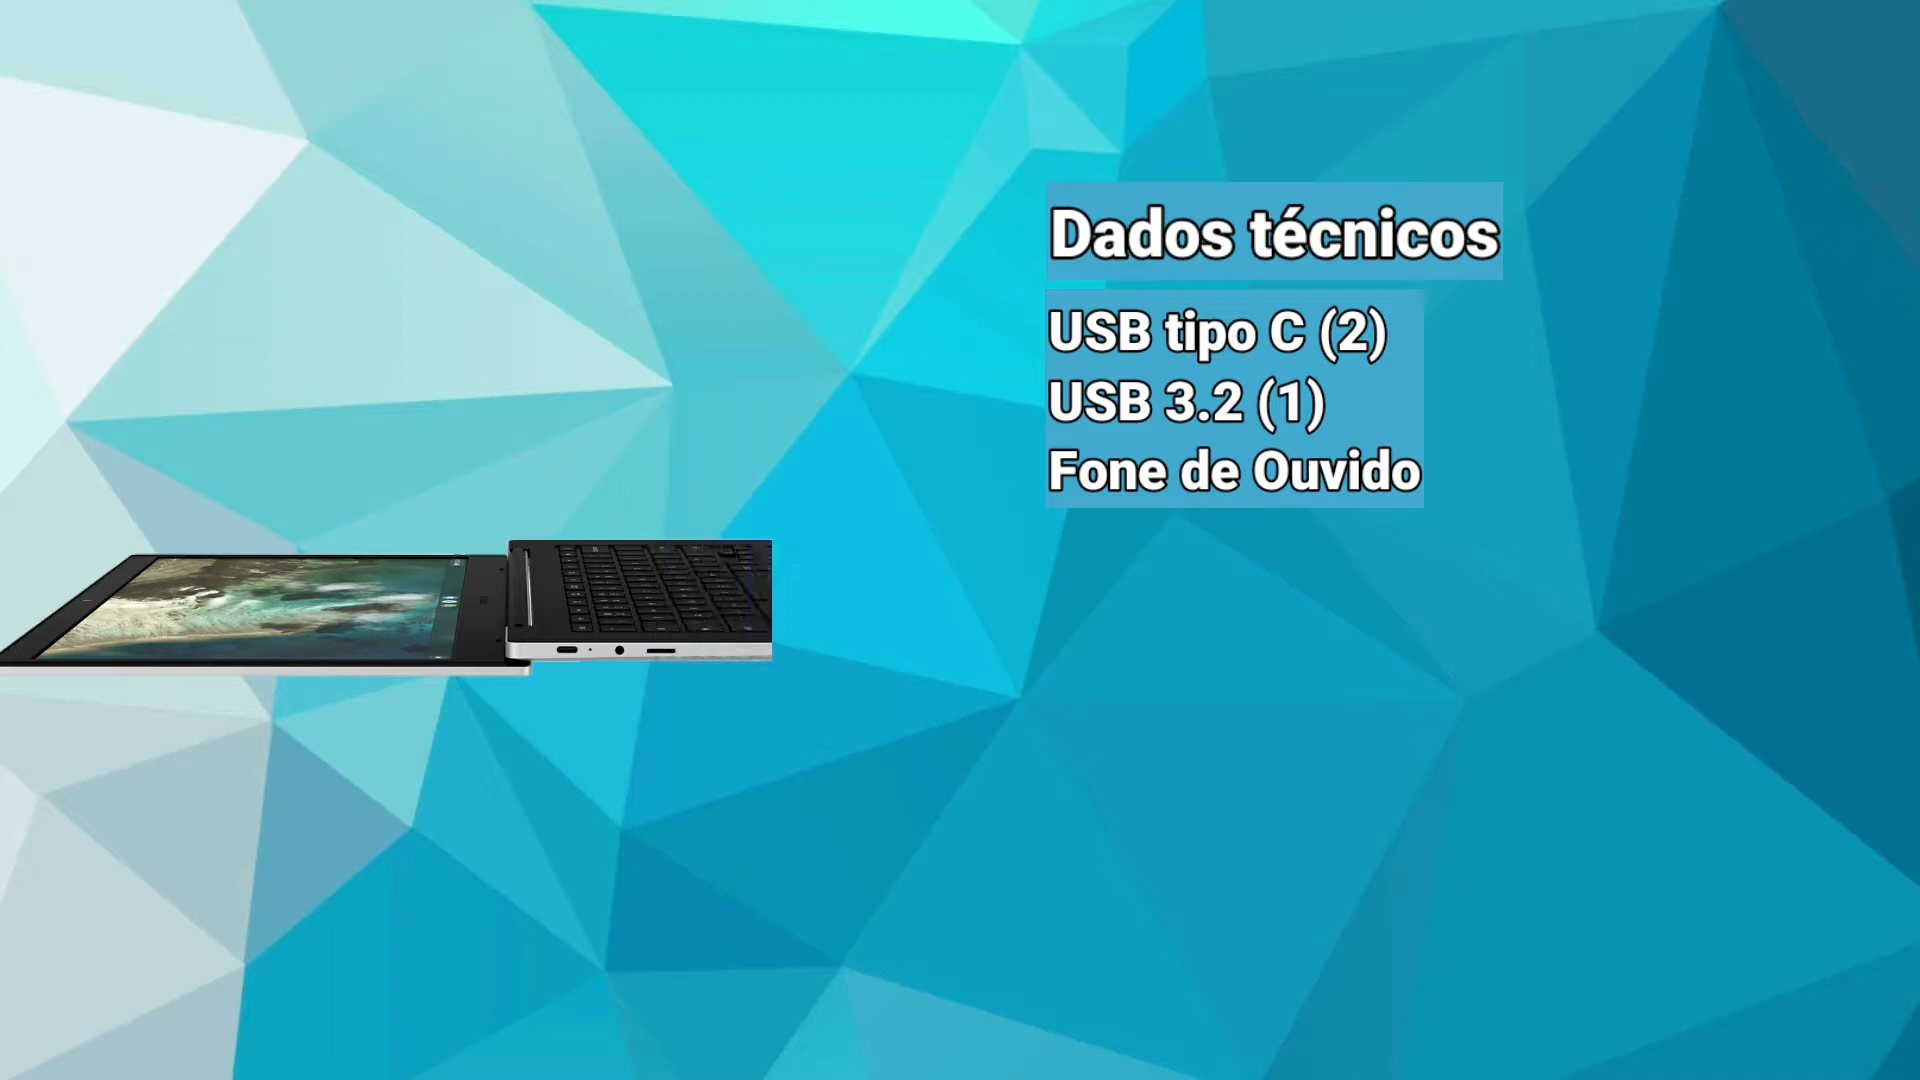 Dados técnicos
USB tipo C (2)
USB 3.2 (1)
Fone de Ouvido